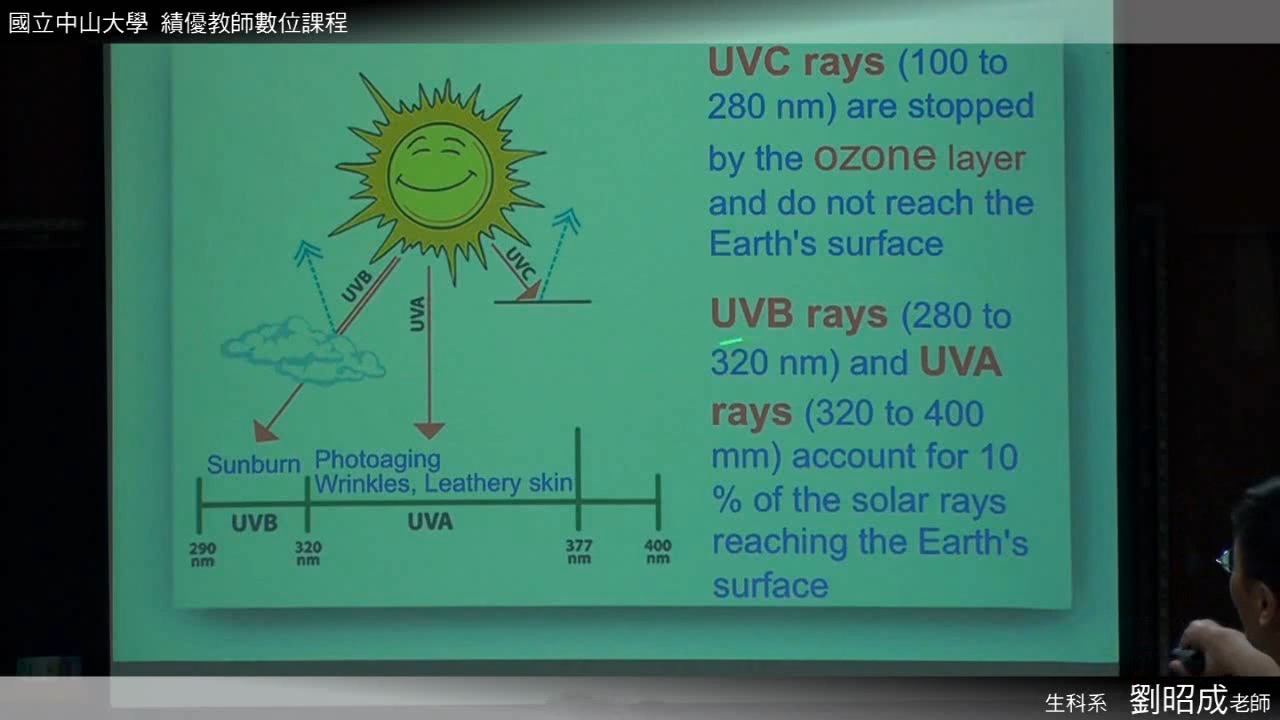 國立中山大學 績優教師數位課程
UVC rays (100 to
280 nm) are stopped
by the ozone layer
and do not reach the
Earth's surface
UVB rays (280 to
320 nm) and UVA
rays (320 to 400
mm) account for 10
% of the solar rays
reaching the Earth's
surface
UVB
UVA
UVC
Sunburn
Photoaging
Wrinkles, Leathery skin
UVB
UVA
290
nm
320
nm
377
nm
400
nm
生科系 劉昭成老師